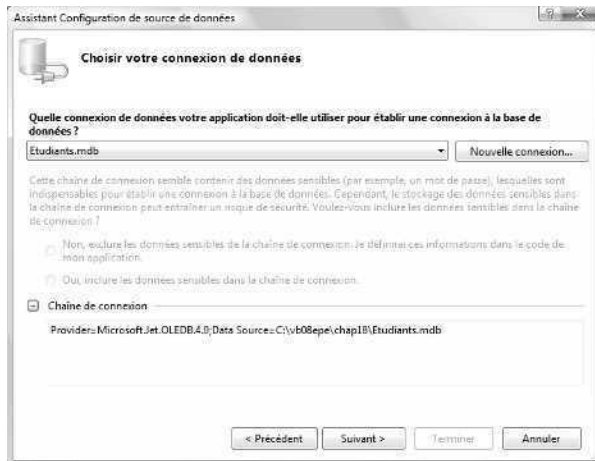 Assistant Configuration de source de données
Choisir votre connexion de données
Quelle connexion de données votre application doit-elle utiliser pour établir une connexion à la base de
données ?
Etudiants.mdb
Nouvelle connexion...
Cette chaîne de connexion semble contenir des données sensibles (par exemple, un mot de passe), lesquelles sont
indispensables pour établir une connexion à la base de données. Cependant, le stockage des données sensibles dans
la chaîne de connexion peut entraîner un risque de sécurité. Voulez-vous inclure les données sensibles dans la chaîne
de connexion ?
Non, exclure les données sensibles de la chaîne de connexion. Je définirai ces informations dans le code de
mon application.
Oui, inclure les données sensibles dans la chaîne de connexion.
Chaîne de connexion
Provider=Microsoft.Jet.OLEDB.4.0;Data Source=C:\vb08epe\chap18\Etudiants.mdb
< Précédent
Suivant >
Terminer
Annuler